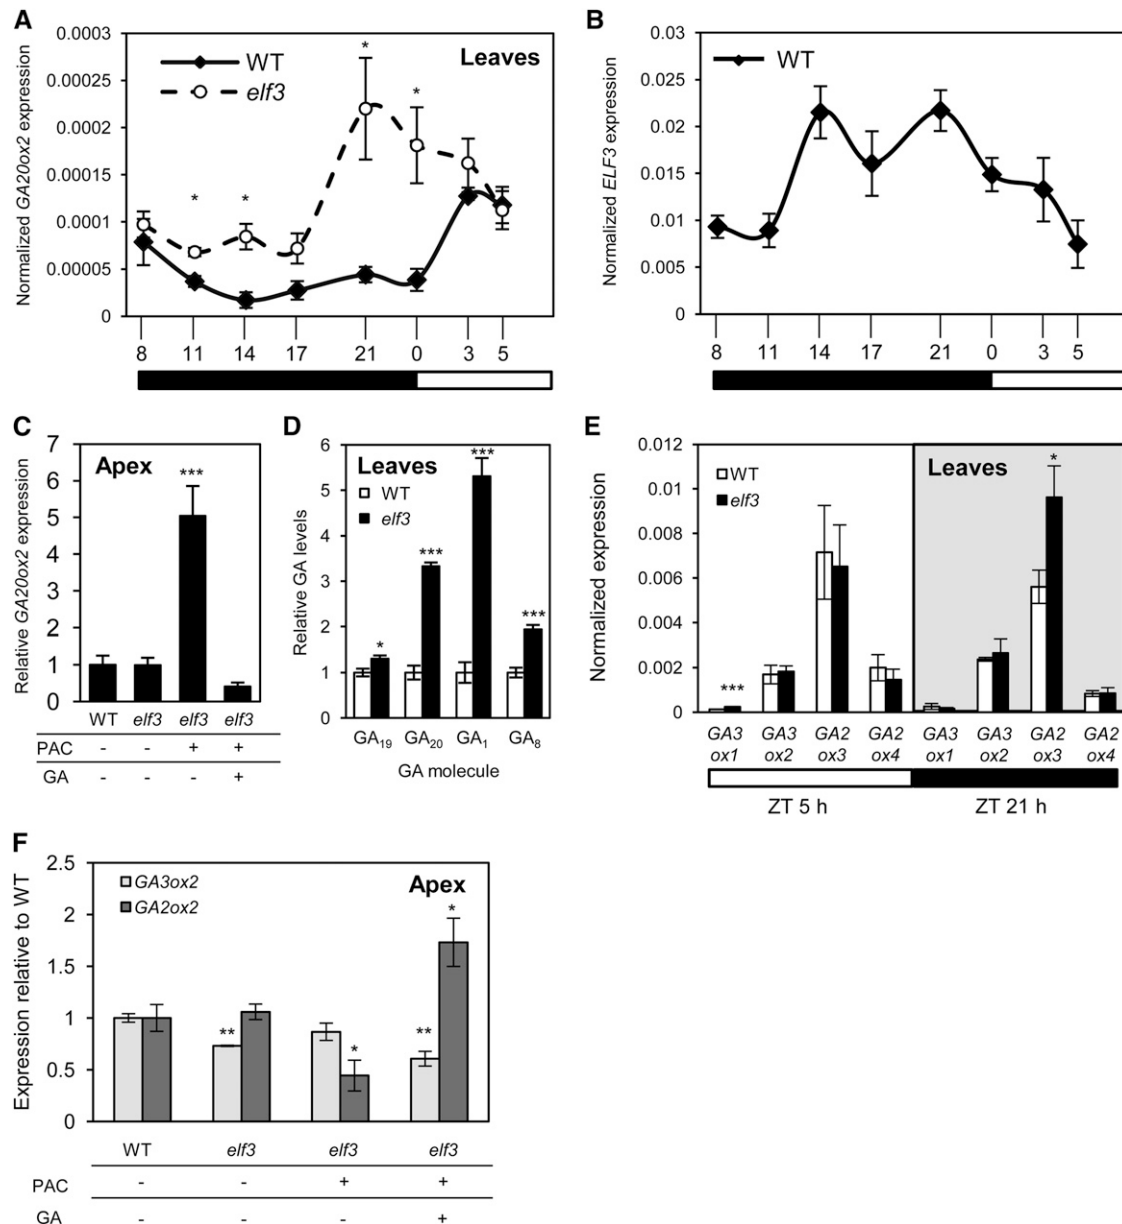 A
Normalized GA20ox2 expression
0.0003
0.00025
0.0002
0.00015
0.0001
0.00005
0
WT
elf3
Leaves
*
*
*
*
8 11 14 17 21 0 3 5
B
Normalized ELF3 expression
0.03
0.025
0.02
0.015
0.01
0.005
0
WT
8 11 14 17 21 0 3 5
C
Relative GA20ox2 expression
7
6
5
4
3
2
1
0
Apex
***
WT elf3 elf3 elf3
PAC - - + +
GA - - - +
D
Relative GA levels
6
5
4
3
2
1
0
Leaves
WT
elf3
*
***
***
***
GA19 GA20 GA1 GA8
GA molecule
E
Normalized expression
0.012
0.01
0.008
0.006
0.004
0.002
0
WT
elf3
Leaves
***
*
GA3 GA3 GA2 GA2 GA3 GA3 GA2 GA2
ox1 ox2 ox3 ox4 ox1 ox2 ox3 ox4
ZT 5 h ZT 21 h
F
Expression relative to WT
2.5
2
1.5
1
0.5
0
GA3ox2
GA2ox2
Apex
**
*
**
*
WT elf3 elf3 elf3
PAC - - + +
GA - - - +